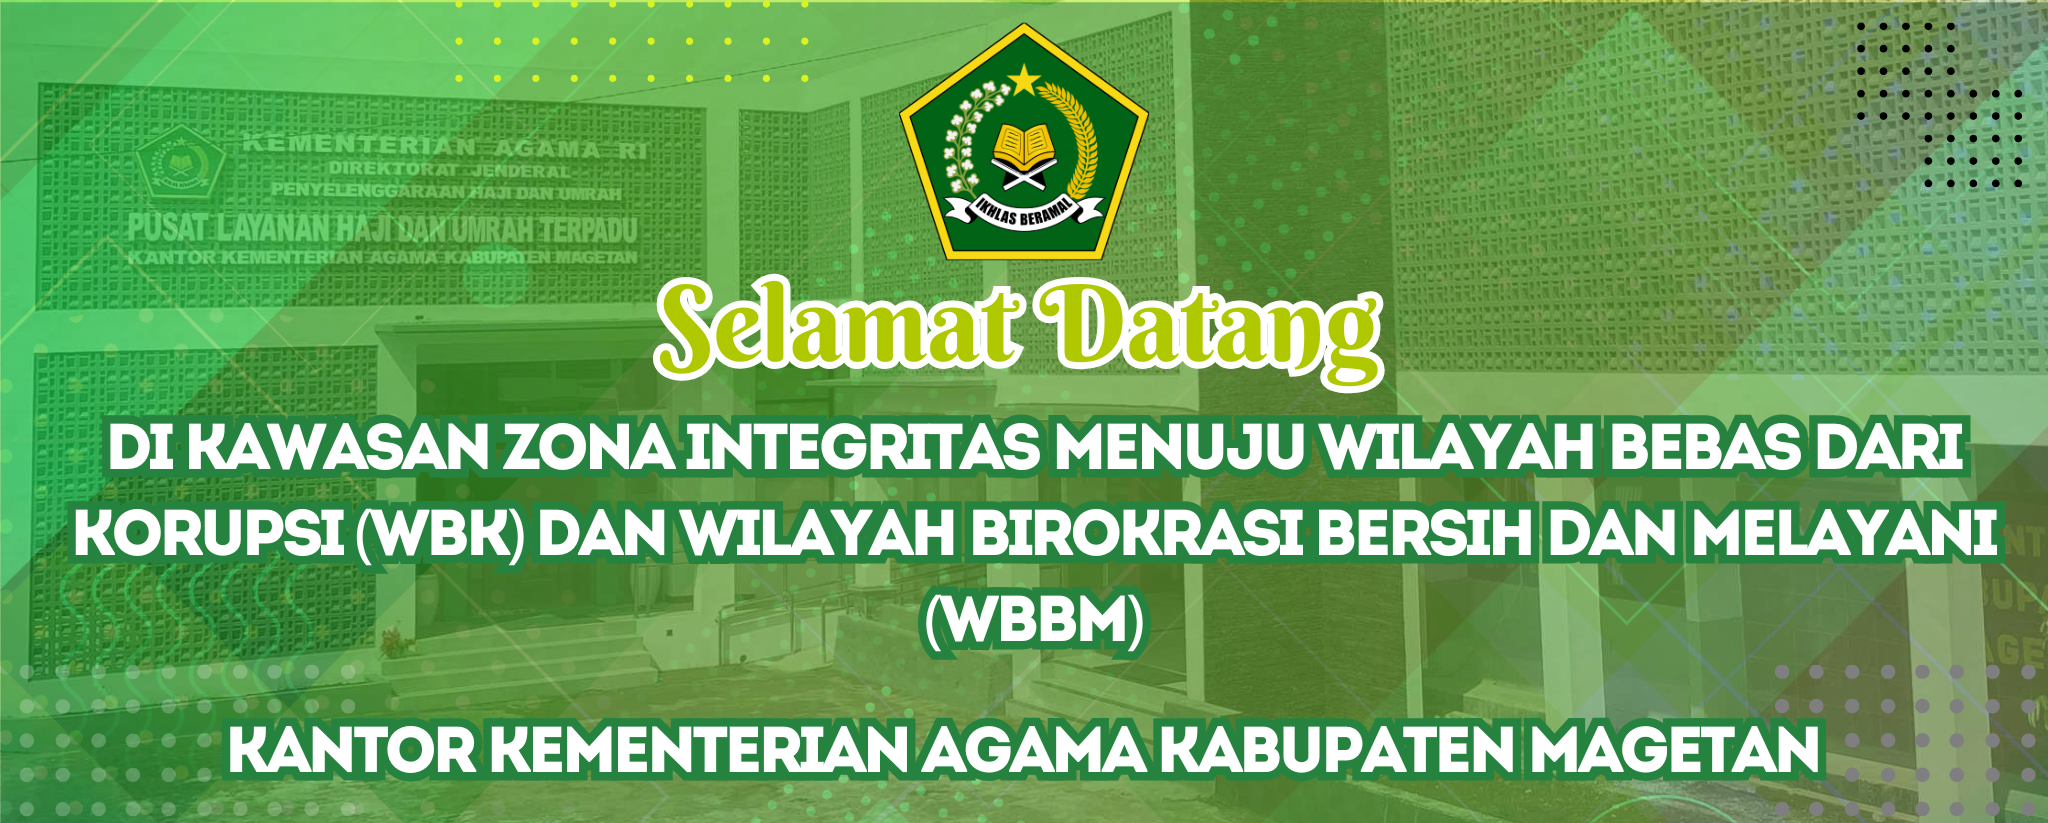 KEMENTERIAN AGAMA RI
DIREKTORAT JENDERAL
PENYELENGGARAAN HAJI DAN UMRAH
PUSAT LAYANAN HAJI DAN UMRAH TERPADU
KANTOR KEMENTERIAN AGAMA KABUPATEN MAGETAN
IKHLAS BERAMAL
Selamat Datang
DI KAWASAN ZONA INTEGRITAS MENUJU WILAYAH BEBAS DARI
KORUPSI (WBK) DAN WILAYAH BIROKRASI BERSIH DAN MELAYANI
(WBBM)
KANTOR KEMENTERIAN AGAMA KABUPATEN MAGETAN